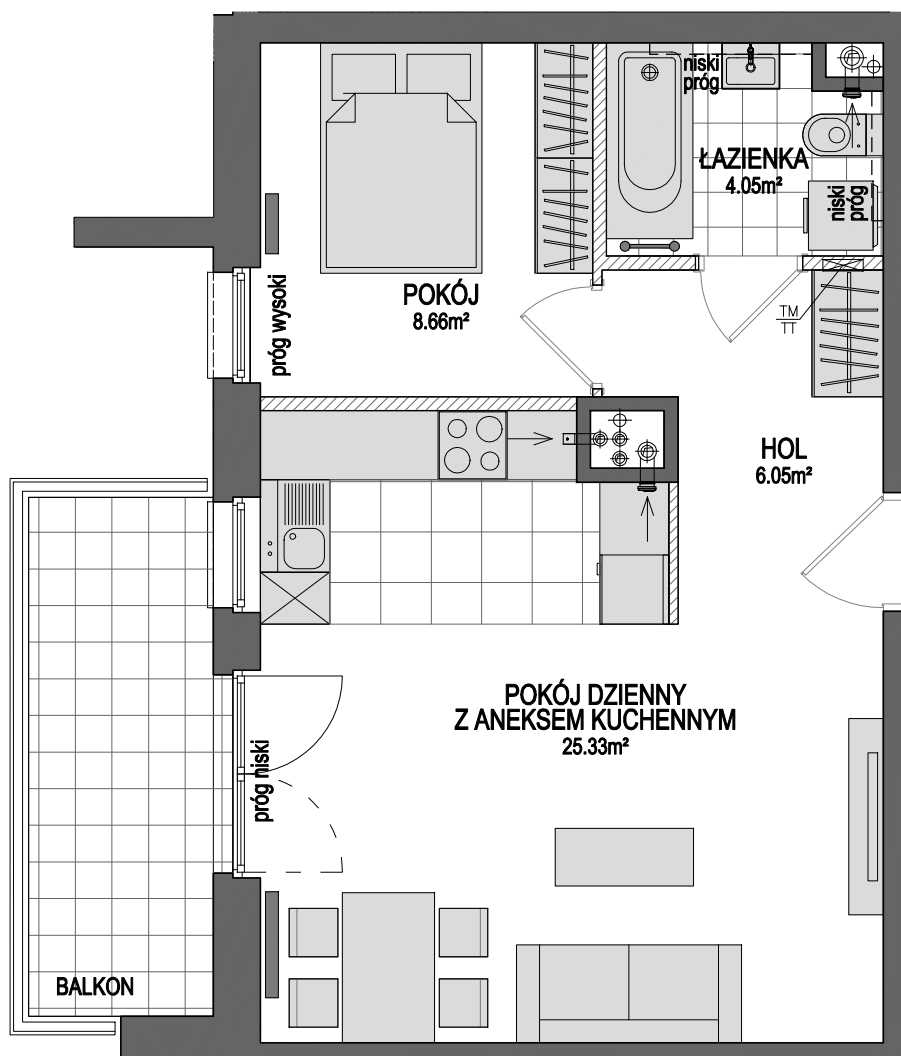 niski
próg
ŁAZIENKA
4.05m²
niski
próg
POKÓJ
8.66m²
próg wysoki
TM
TT
HOL
6.05m²
POKÓJ DZIENNY
Z ANEKSEM KUCHENNYM
25.33m²
próg niski
BALKON